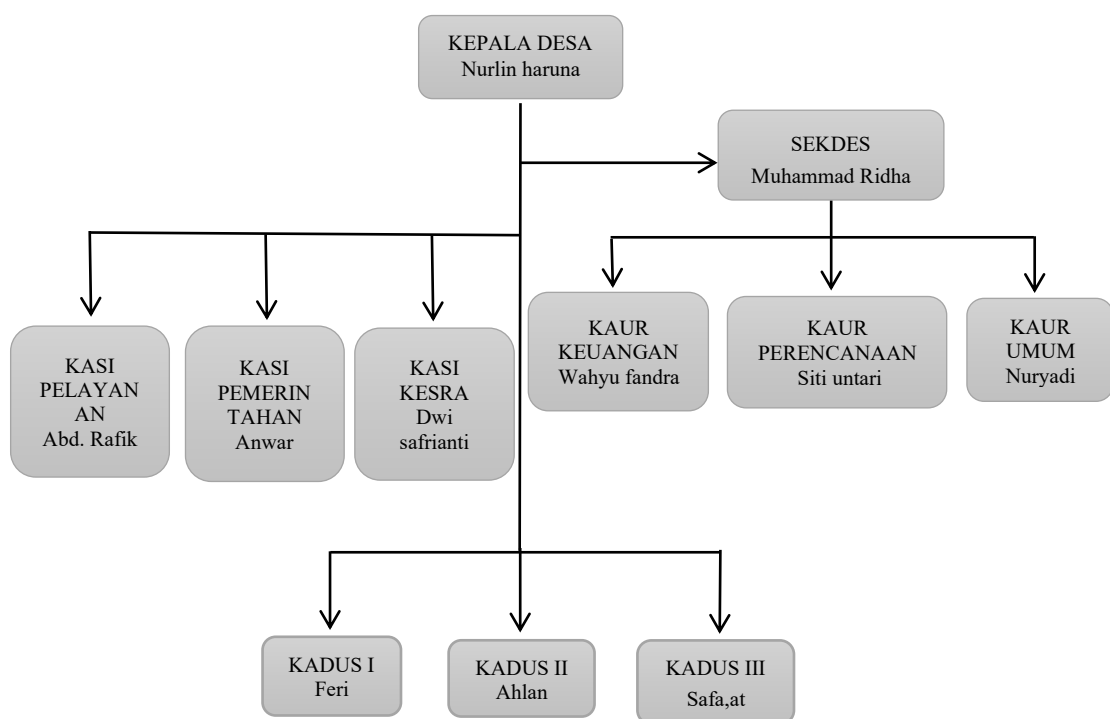 KEPALA DESA
Nurlin haruna
SEKDES
Muhammad Ridha
KASI
PELAYAN
AN
Abd. Rafik
KASI
PEMERIN
TAHAN
Anwar
KASI
KESRA
Dwi
safrianti
KAUR
KEUANGAN
Wahyu fandra
KAUR
PERENCANAAN
Siti untari
KAUR
UMUM
Nuryadi
KADUS I
Feri
KADUS II
Ahlan
KADUS III
Safa,at